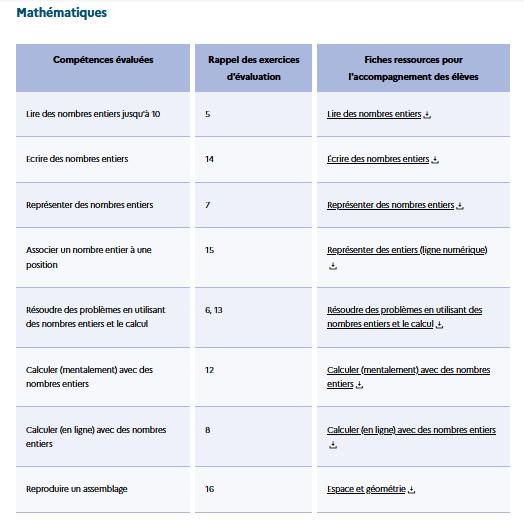 Mathématiques
Compétences évaluées
Rappel des exercices
d'évaluation
Fiches ressources pour
l'accompagnement des élèves
Lire des nombres entiers jusqu'à 10
5
Lire des nombres entiers
Ecrire des nombres entiers
14
Écrire des nombres entiers
Représenter des nombres entiers
7
Représenter des nombres entiers
Associer un nombre entier à une
position
15
Représenter des entiers (ligne numérique)
Résoudre des problèmes en utilisant
des nombres entiers et le calcul
6, 13
Résoudre des problèmes en utilisant des
nombres entiers et le calcul
Calculer (mentalement) avec des
nombres entiers
12
Calculer (mentalement) avec des nombres
entiers
Calculer (en ligne) avec des nombres
entiers
8
Calculer (en ligne) avec des nombres entiers
Reproduire un assemblage
16
Espace et géométrie